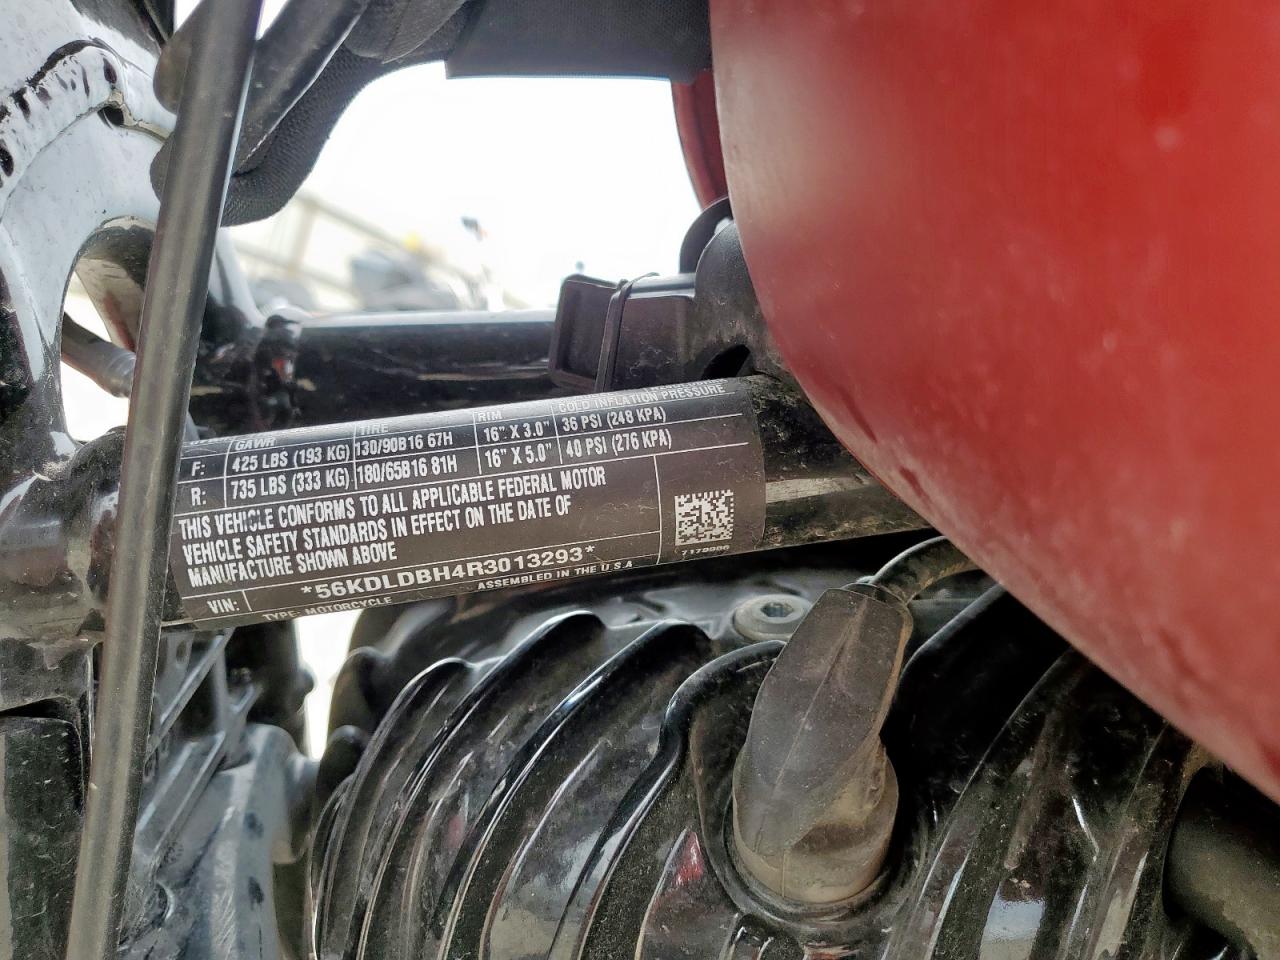 GAWR TIRE RIM COLD INFLATION PRESSURE
F: 425 LBS (193 KG) 130/90B16 67H 16" X 3.0" 36 PSI (248 KPA)
R: 735 LBS (333 KG) 180/65B16 81H 16" X 5.0" 40 PSI (276 KPA)
THIS VEHICLE CONFORMS TO ALL APPLICABLE FEDERAL MOTOR
VEHICLE SAFETY STANDARDS IN EFFECT ON THE DATE OF
MANUFACTURE SHOWN ABOVE
VIN: *56KDLDBH4R3013293*
TYPE: MOTORCYCLE ASSEMBLED IN THE U.S.A